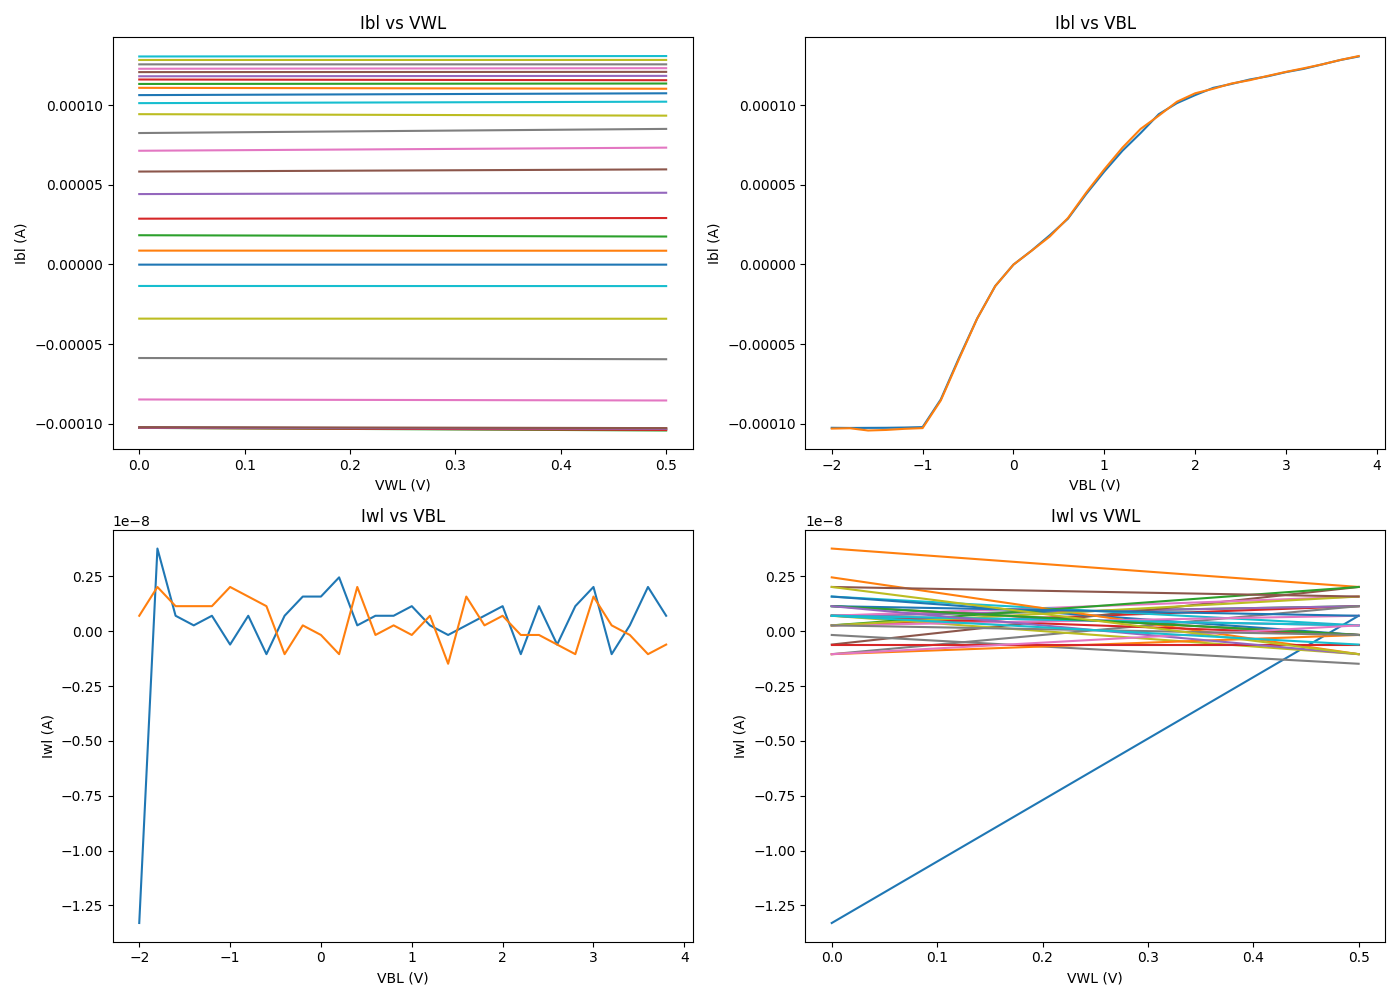 Ibl vs VWL
Ibl (A)
0.00010
0.00005
0.00000
−0.00005
−0.00010
0.0 0.1 0.2 0.3 0.4 0.5
VWL (V)
Ibl vs VBL
Ibl (A)
0.00010
0.00005
0.00000
−0.00005
−0.00010
−2 −1 0 1 2 3 4
VBL (V)
Iwl vs VBL
1e−8
Iwl (A)
0.25
0.00
−0.25
−0.50
−0.75
−1.00
−1.25
−2 −1 0 1 2 3 4
VBL (V)
Iwl vs VWL
1e−8
Iwl (A)
0.25
0.00
−0.25
−0.50
−0.75
−1.00
−1.25
0.0 0.1 0.2 0.3 0.4 0.5
VWL (V)